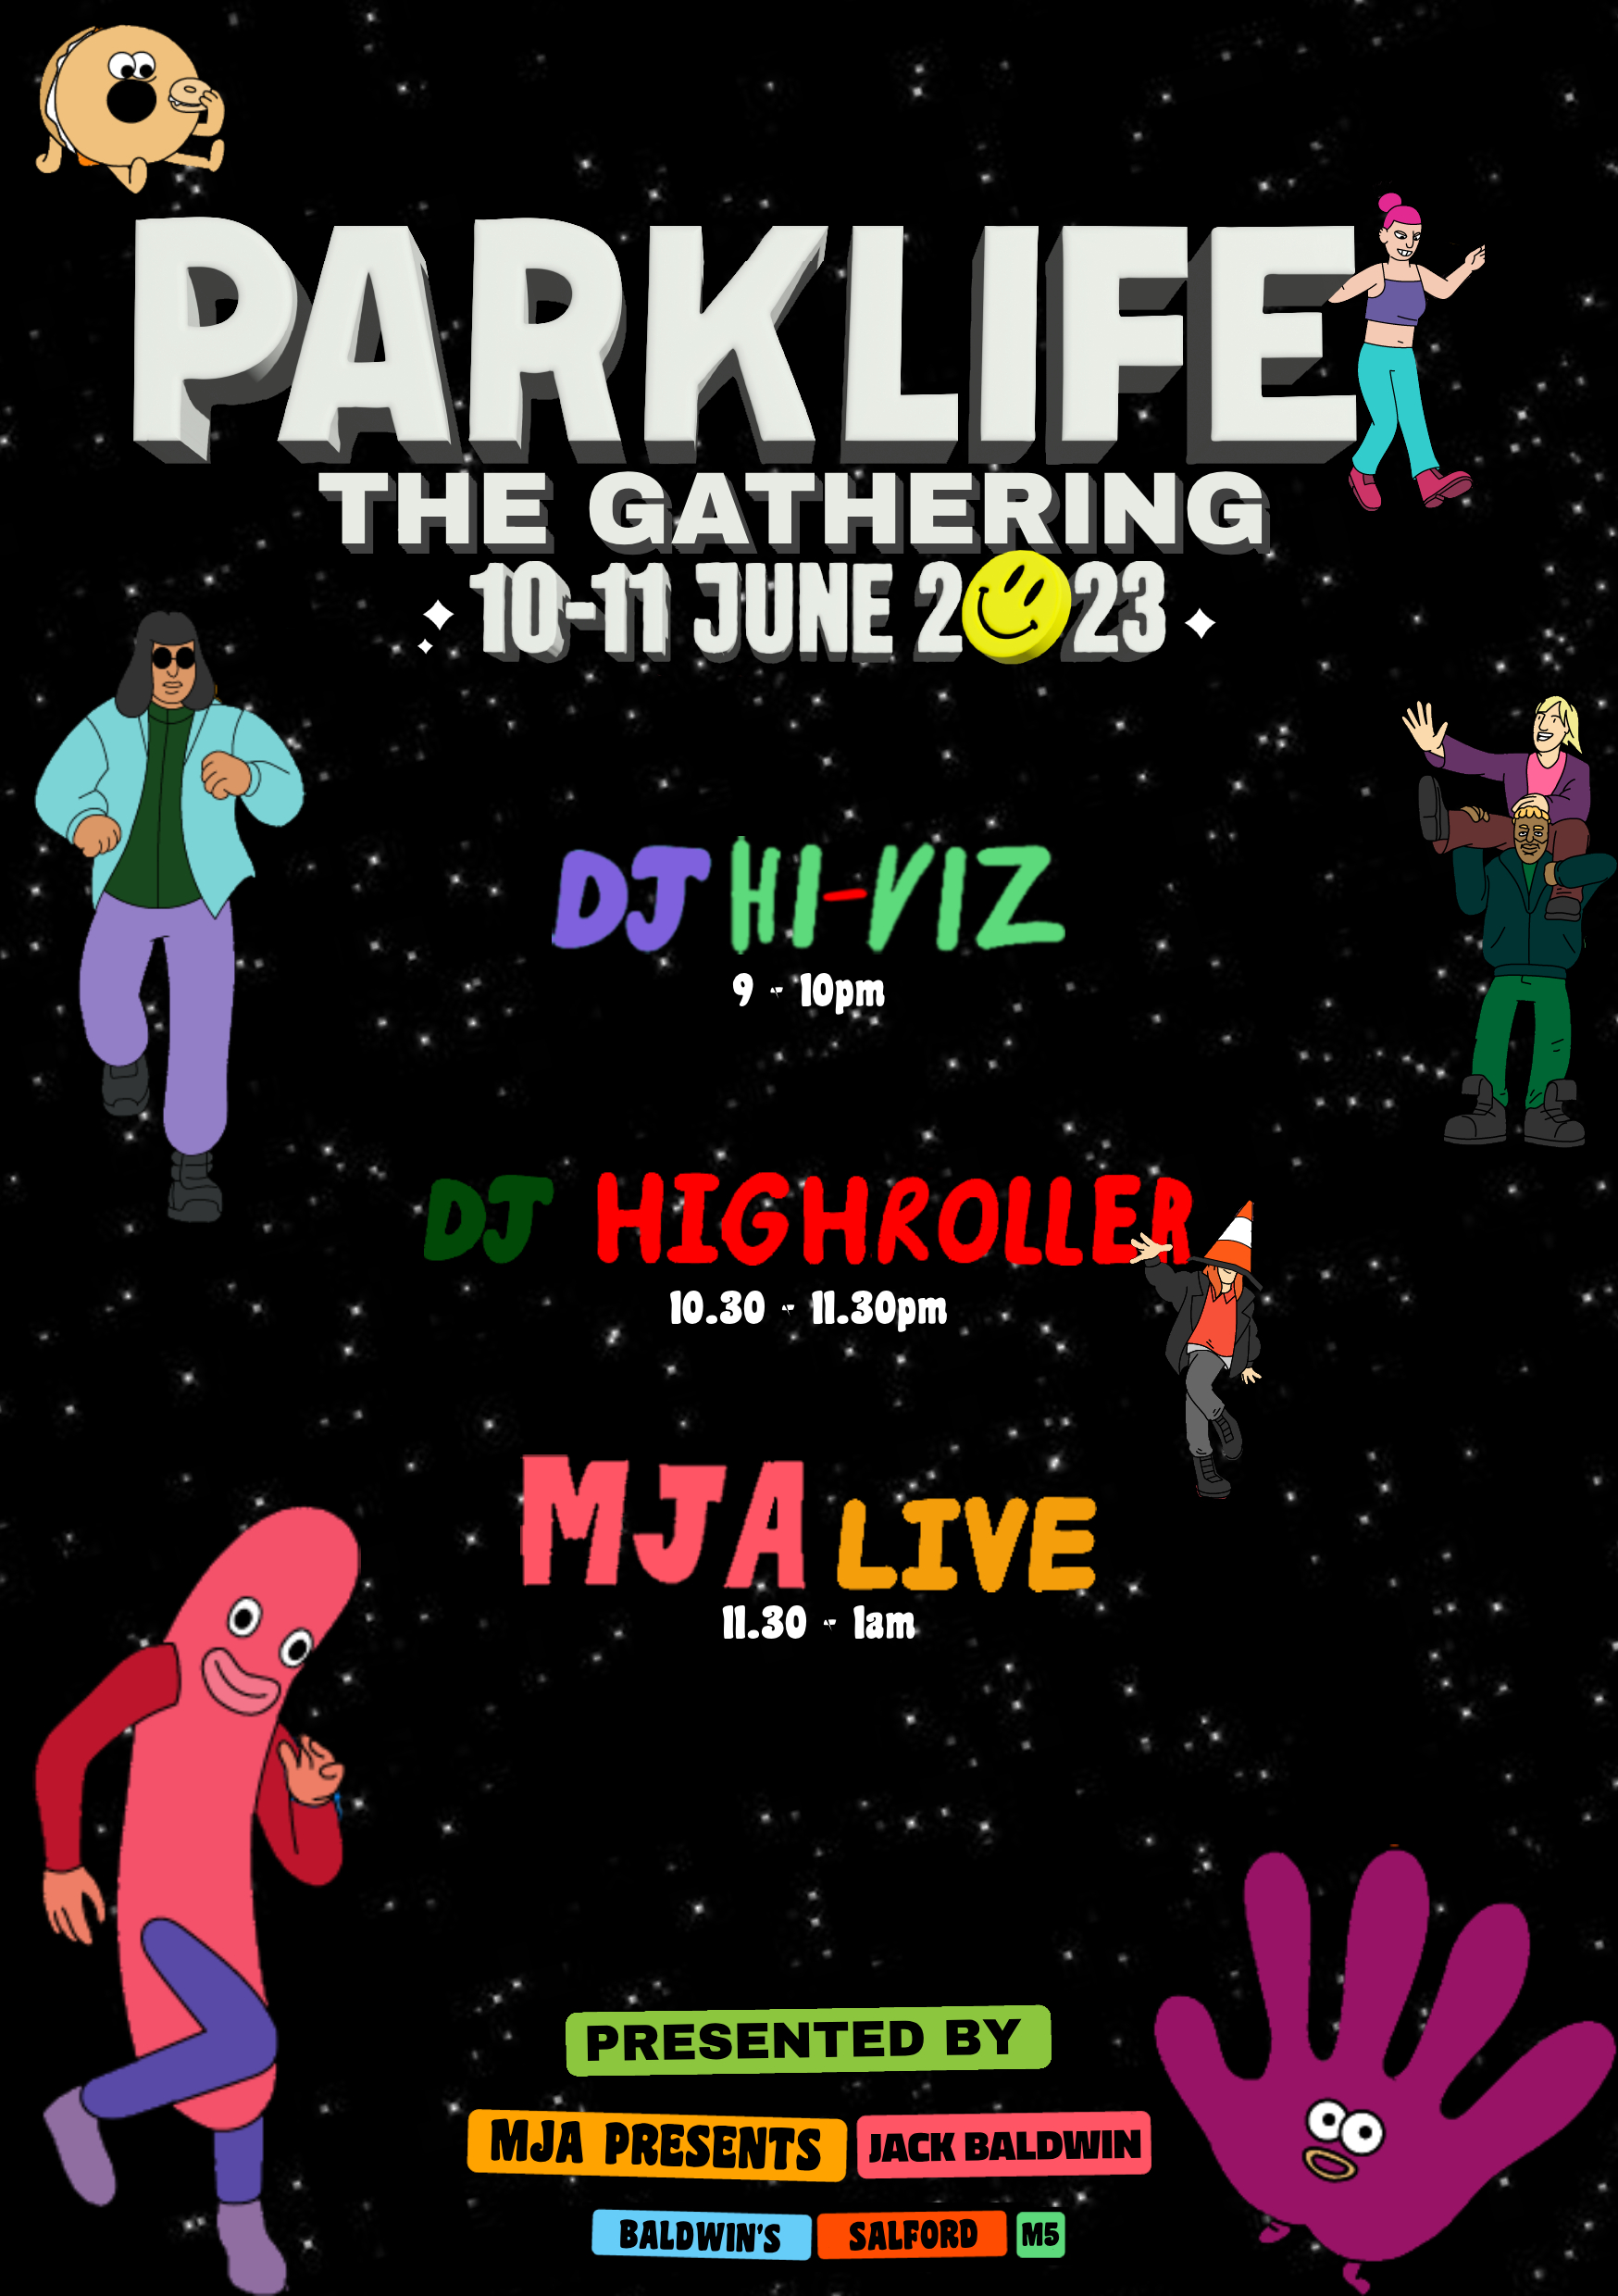 PARKLIFE
THE GATHERING
10-11 JUNE 2023
DJ HI-VIZ
9 - 10pm
DJ HIGHROLLER
10.30 - 11.30pm
MJA LIVE
11.30 - 1am
PRESENTED BY
MJA PRESENTS JACK BALDWIN
BALDWIN'S SALFORD M5